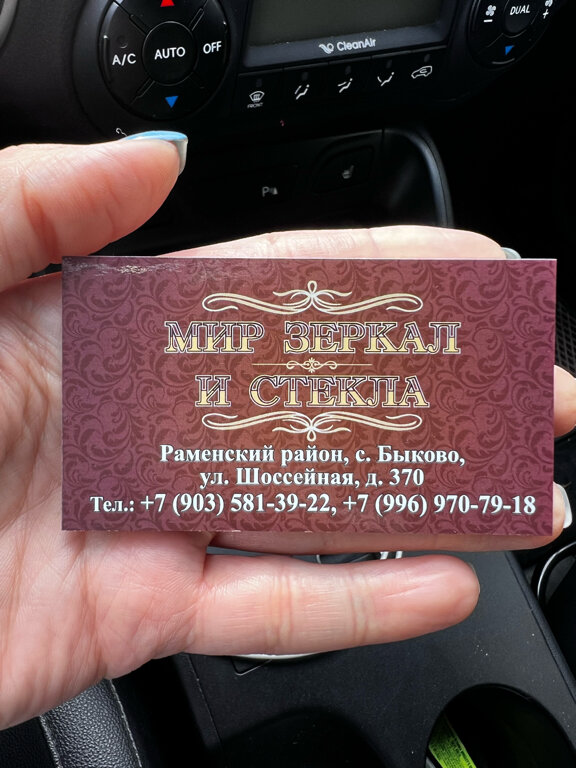 A/C AUTO OFF
DUAL
CleanAir
FRONT
P
МИР ЗЕРКАЛ
И СТЕКЛА
Раменский район, с. Быково,
ул. Шоссейная, д. 370
Тел.: +7 (903) 581-39-22, +7 (996) 970-79-18